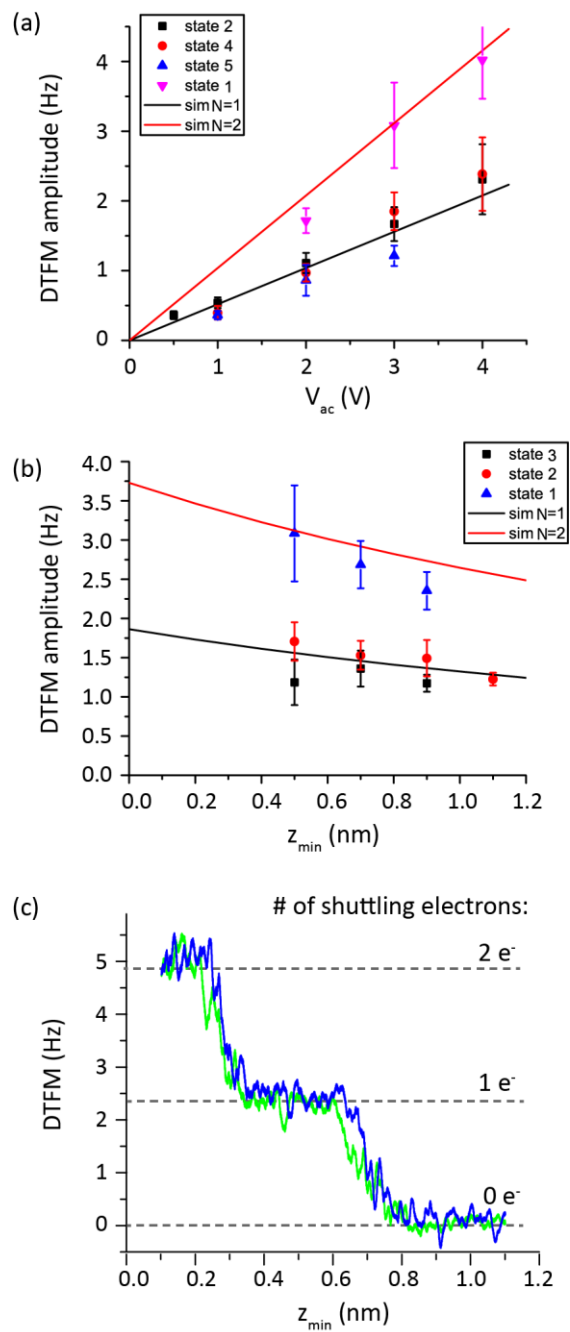 (a)
state 2
state 4
state 5
state 1
sim N=1
sim N=2
DTFM amplitude (Hz)
4
3
2
1
0
0 1 2 3 4
V_ac (V)
(b)
state 3
state 2
state 1
sim N=1
sim N=2
DTFM amplitude (Hz)
4.0
3.5
3.0
2.5
2.0
1.5
1.0
0.5
0.0
0.0 0.2 0.4 0.6 0.8 1.0 1.2
z_min (nm)
(c)
# of shuttling electrons:
2 e⁻
1 e⁻
0 e⁻
DTFM (Hz)
5
4
3
2
1
0
0.0 0.2 0.4 0.6 0.8 1.0 1.2
z_min (nm)